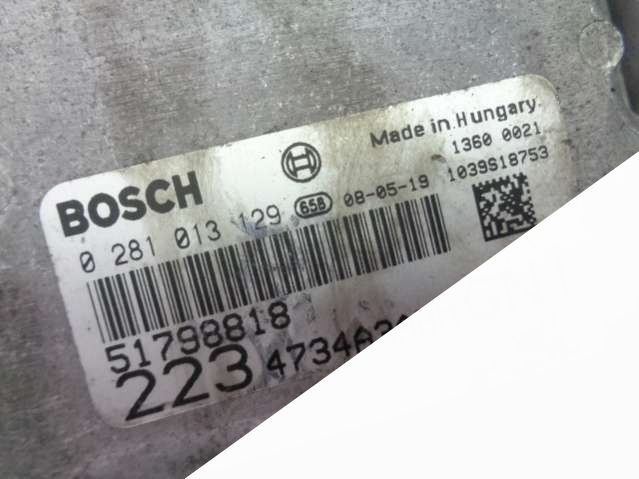 Made in Hungary
1360 0021
BOSCH
0 281 013 129 658 08-05-19 1039S18753
51798818
223